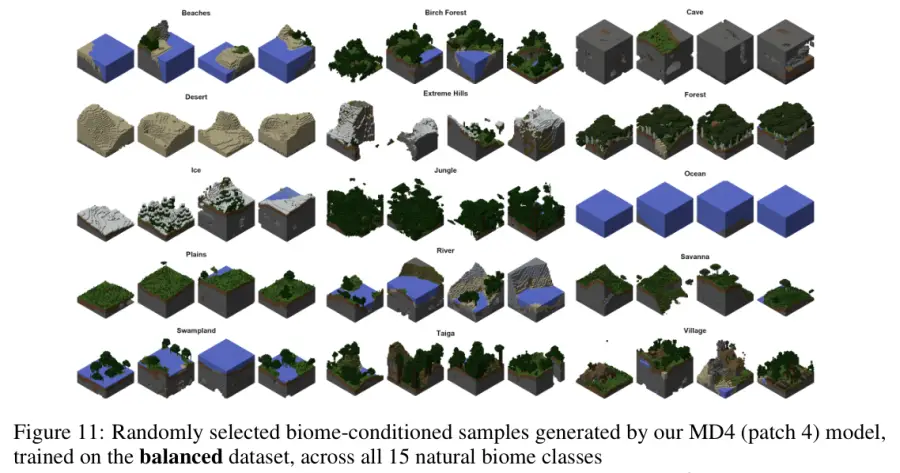 Beaches
Birch Forest
Cave
Desert
Extreme Hills
Forest
Ice
Jungle
Ocean
Plains
River
Savanna
Swampland
Taiga
Village
Figure 11: Randomly selected biome-conditioned samples generated by our MD4 (patch 4) model,
trained on the balanced dataset, across all 15 natural biome classes